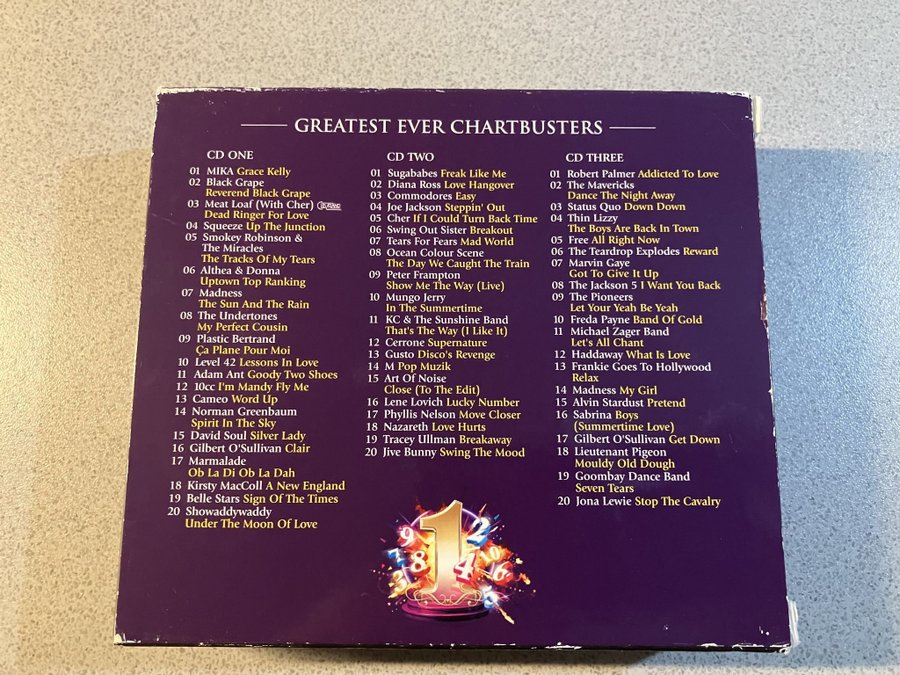 GREATEST EVER CHARTBUSTERS
CD ONE
01 MIKA Grace Kelly
02 Black Grape
Reverend Black Grape
03 Meat Loaf (With Cher)
Dead Ringer For Love
04 Squeeze Up The Junction
05 Smokey Robinson &
The Miracles
The Tracks Of My Tears
06 Althea & Donna
Uptown Top Ranking
07 Madness
The Sun And The Rain
08 The Undertones
My Perfect Cousin
09 Plastic Bertrand
Ça Plane Pour Moi
10 Level 42 Lessons In Love
11 Adam Ant Goody Two Shoes
12 10cc I'm Mandy Fly Me
13 Cameo Word Up
14 Norman Greenbaum
Spirit In The Sky
15 David Soul Silver Lady
16 Gilbert O'Sullivan Clair
17 Marmalade
Ob La Di Ob La Dah
18 Kirsty MacColl A New England
19 Belle Stars Sign Of The Times
20 Showaddywaddy
Under The Moon Of Love
CD TWO
01 Sugababes Freak Like Me
02 Diana Ross Love Hangover
03 Commodores Easy
04 Joe Jackson Steppin' Out
05 Cher If I Could Turn Back Time
06 Swing Out Sister Breakout
07 Tears For Fears Mad World
08 Ocean Colour Scene
The Day We Caught The Train
09 Peter Frampton
Show Me The Way (Live)
10 Mungo Jerry
In The Summertime
11 KC & The Sunshine Band
That's The Way (I Like It)
12 Cerrone Supernature
13 Gusto Disco's Revenge
14 M Pop Muzik
15 Art Of Noise
Close (To The Edit)
16 Lene Lovich Lucky Number
17 Phyllis Nelson Move Closer
18 Nazareth Love Hurts
19 Tracey Ullman Breakaway
20 Jive Bunny Swing The Mood
CD THREE
01 Robert Palmer Addicted To Love
02 The Mavericks
Dance The Night Away
03 Status Quo Down Down
04 Thin Lizzy
The Boys Are Back In Town
05 Free All Right Now
06 The Teardrop Explodes Reward
07 Marvin Gaye
Got To Give It Up
08 The Jackson 5 I Want You Back
09 The Pioneers
Let Your Yeah Be Yeah
10 Freda Payne Band Of Gold
11 Michael Zager Band
Let's All Chant
12 Haddaway What Is Love
13 Frankie Goes To Hollywood
Relax
14 Madness My Girl
15 Alvin Stardust Pretend
16 Sabrina Boys
(Summertime Love)
17 Gilbert O'Sullivan Get Down
18 Lieutenant Pigeon
Mouldy Old Dough
19 Goombay Dance Band
Seven Tears
20 Jona Lewie Stop The Cavalry
1
9
2
7
8
4
10
6
3
5